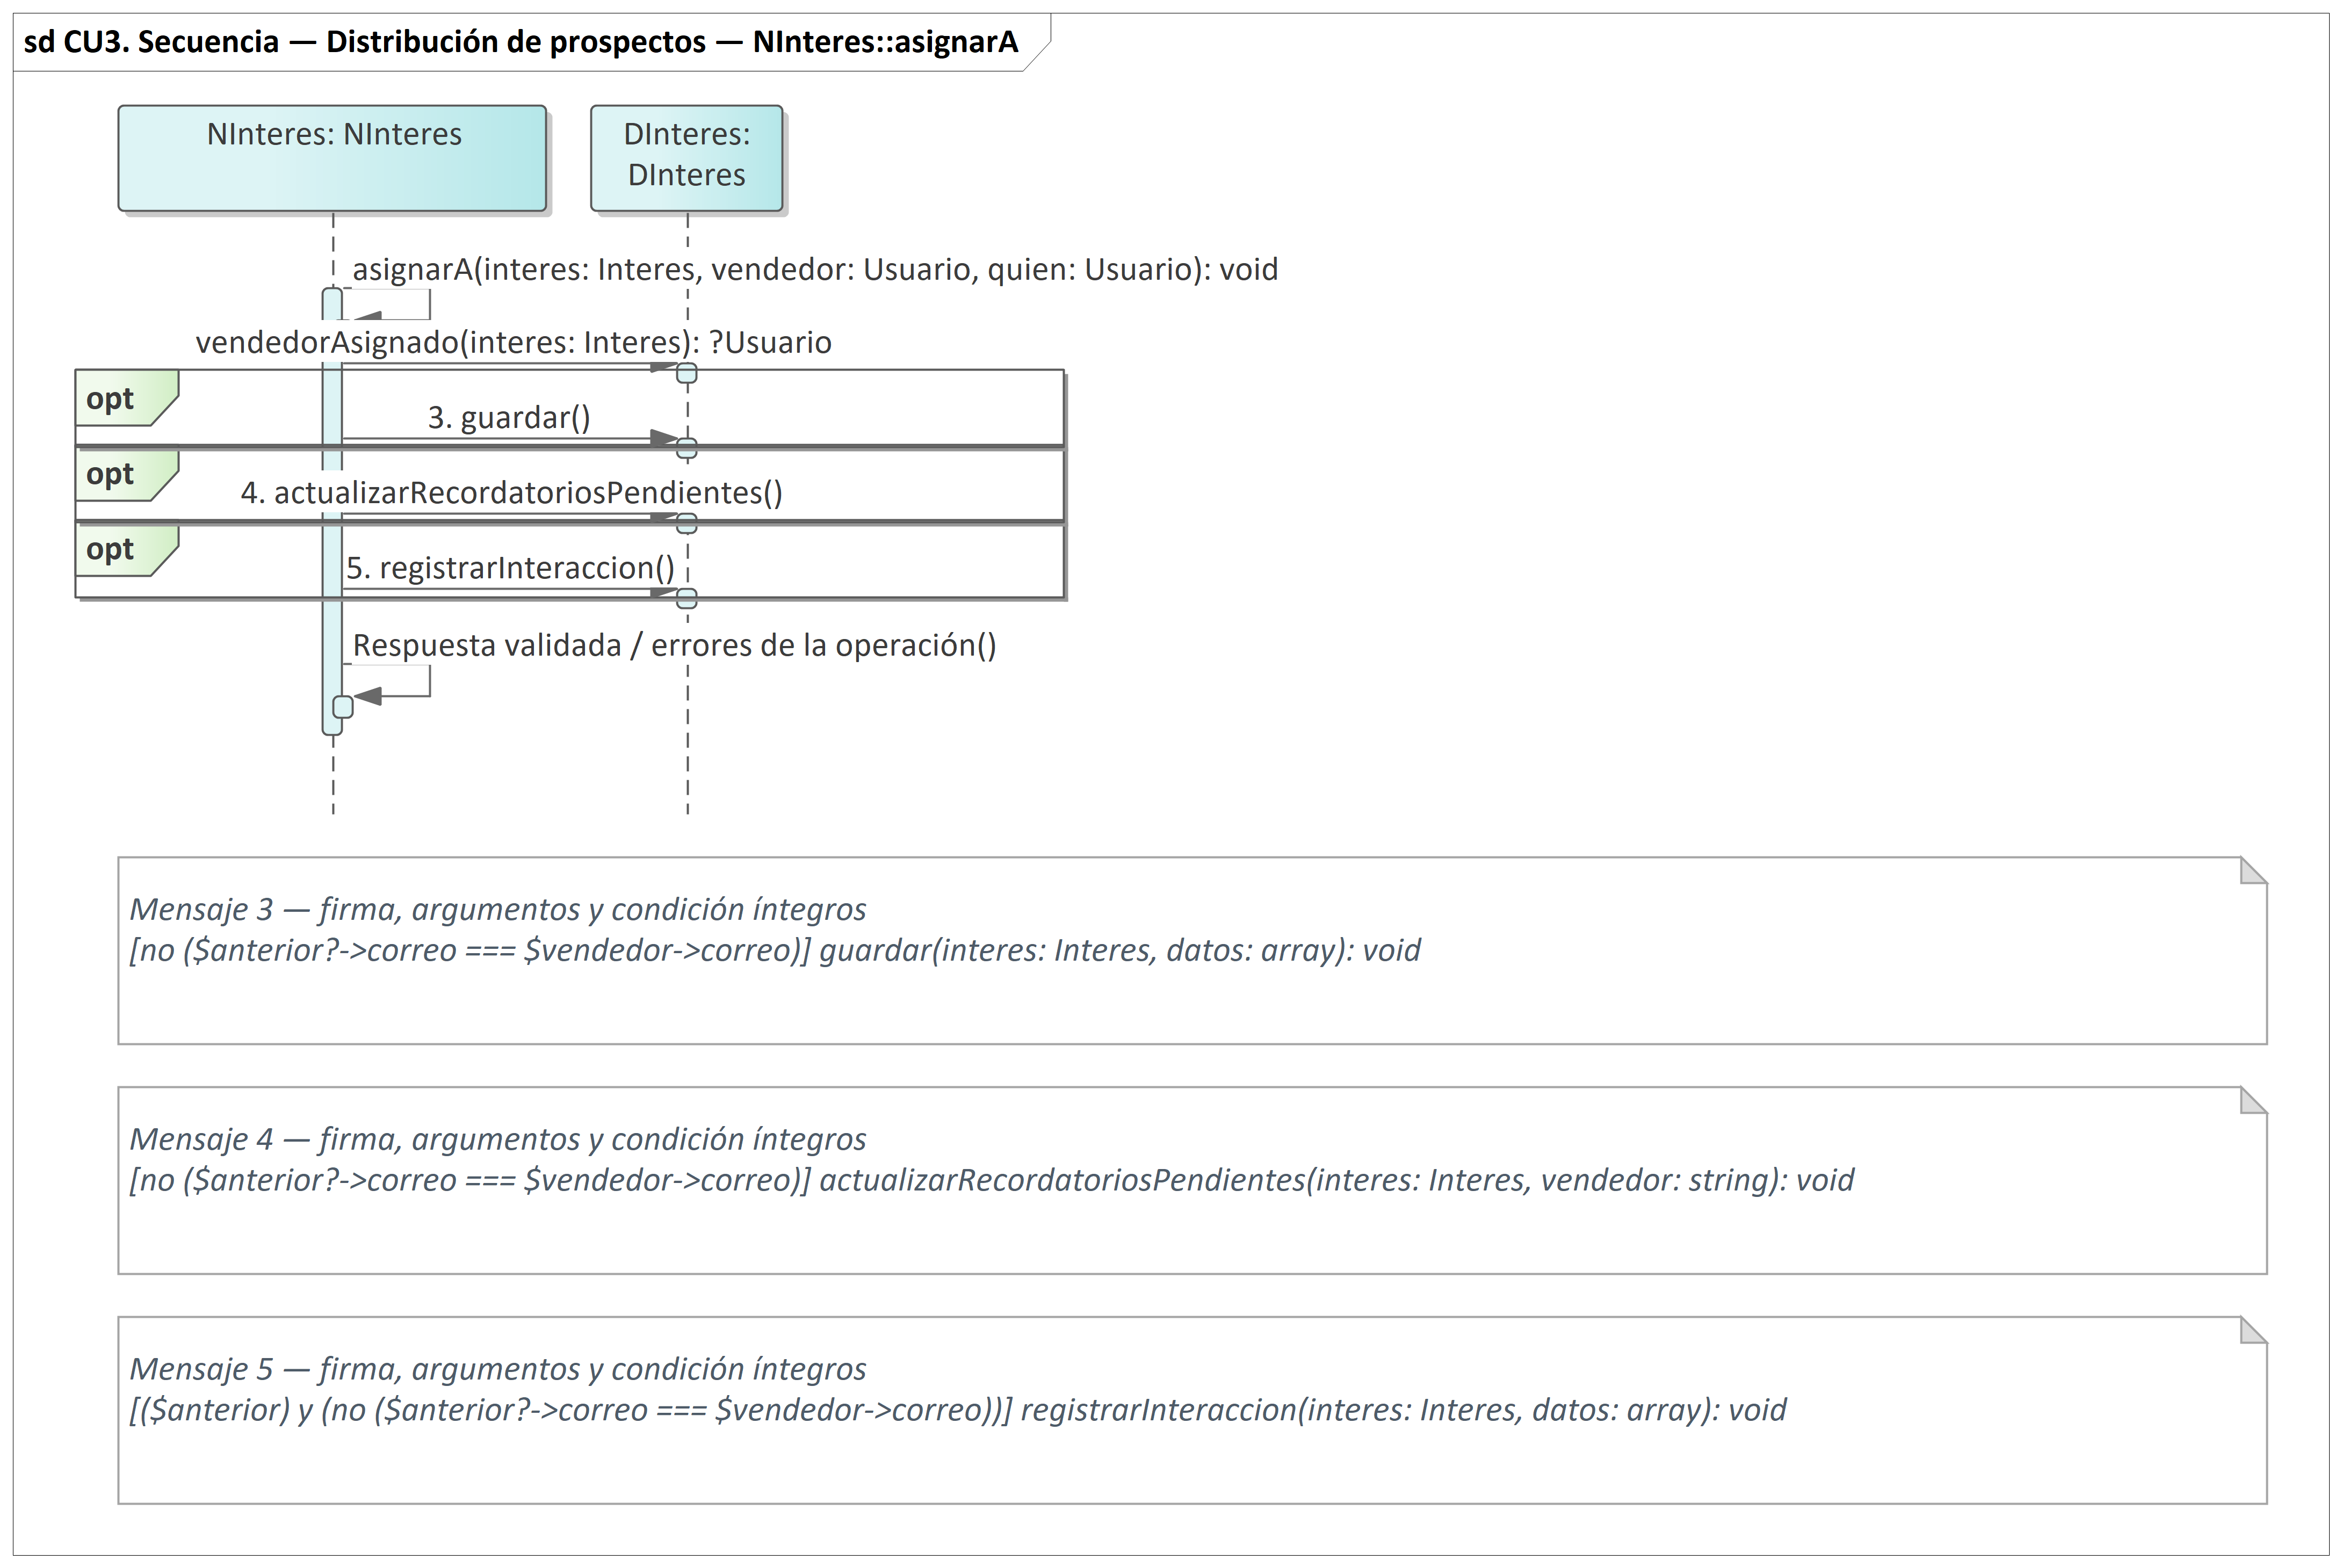 sd CU3. Secuencia — Distribución de prospectos — NInteres::asignarA
NInteres: NInteres
DInteres:
DInteres
asignarA(interes: Interes, vendedor: Usuario, quien: Usuario): void
vendedorAsignado(interes: Interes): ?Usuario
opt
3. guardar()
opt
4. actualizarRecordatoriosPendientes()
opt
5. registrarInteraccion()
Respuesta validada / errores de la operación()
Mensaje 3 — firma, argumentos y condición íntegros
[no ($anterior?->correo === $vendedor->correo)] guardar(interes: Interes, datos: array): void
Mensaje 4 — firma, argumentos y condición íntegros
[no ($anterior?->correo === $vendedor->correo)] actualizarRecordatoriosPendientes(interes: Interes, vendedor: string): void
Mensaje 5 — firma, argumentos y condición íntegros
[($anterior) y (no ($anterior?->correo === $vendedor->correo))] registrarInteraccion(interes: Interes, datos: array): void